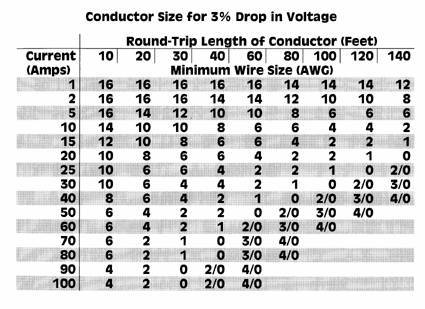 Conductor Size for 3% Drop in Voltage
Round-Trip Length of Conductor (Feet)
Current 10 20 30 40 60 80 100 120 140
(Amps) Minimum Wire Size (AWG)
1 16 16 16 16 16 14 14 14 12
2 16 16 16 14 14 12 10 10 8
5 16 14 12 10 10 8 6 6 6
10 14 10 10 8 6 6 4 4 2
15 12 10 8 6 6 4 2 2 1
20 10 8 6 6 4 2 2 1 0
25 10 6 6 4 2 2 1 0 2/0
30 10 6 4 4 2 1 0 2/0 3/0
40 8 6 4 2 1 0 2/0 3/0 4/0
50 6 4 2 2 0 2/0 3/0 4/0
60 6 4 2 1 2/0 3/0 4/0
70 6 2 1 0 3/0 4/0
80 6 2 1 0 3/0 4/0
90 4 2 0 2/0 4/0
100 4 2 0 2/0 4/0